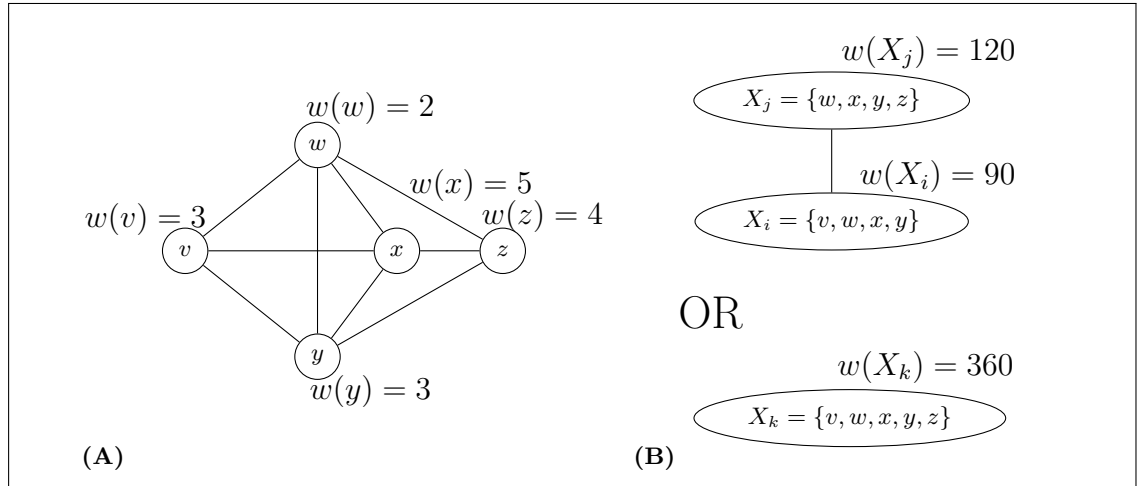 w(w) = 2
w
w(x) = 5
w(v) = 3
w(z) = 4
v
x
z
y
w(y) = 3
(A)
w(X_j) = 120
X_j = {w, x, y, z}
w(X_i) = 90
X_i = {v, w, x, y}
OR
w(X_k) = 360
X_k = {v, w, x, y, z}
(B)